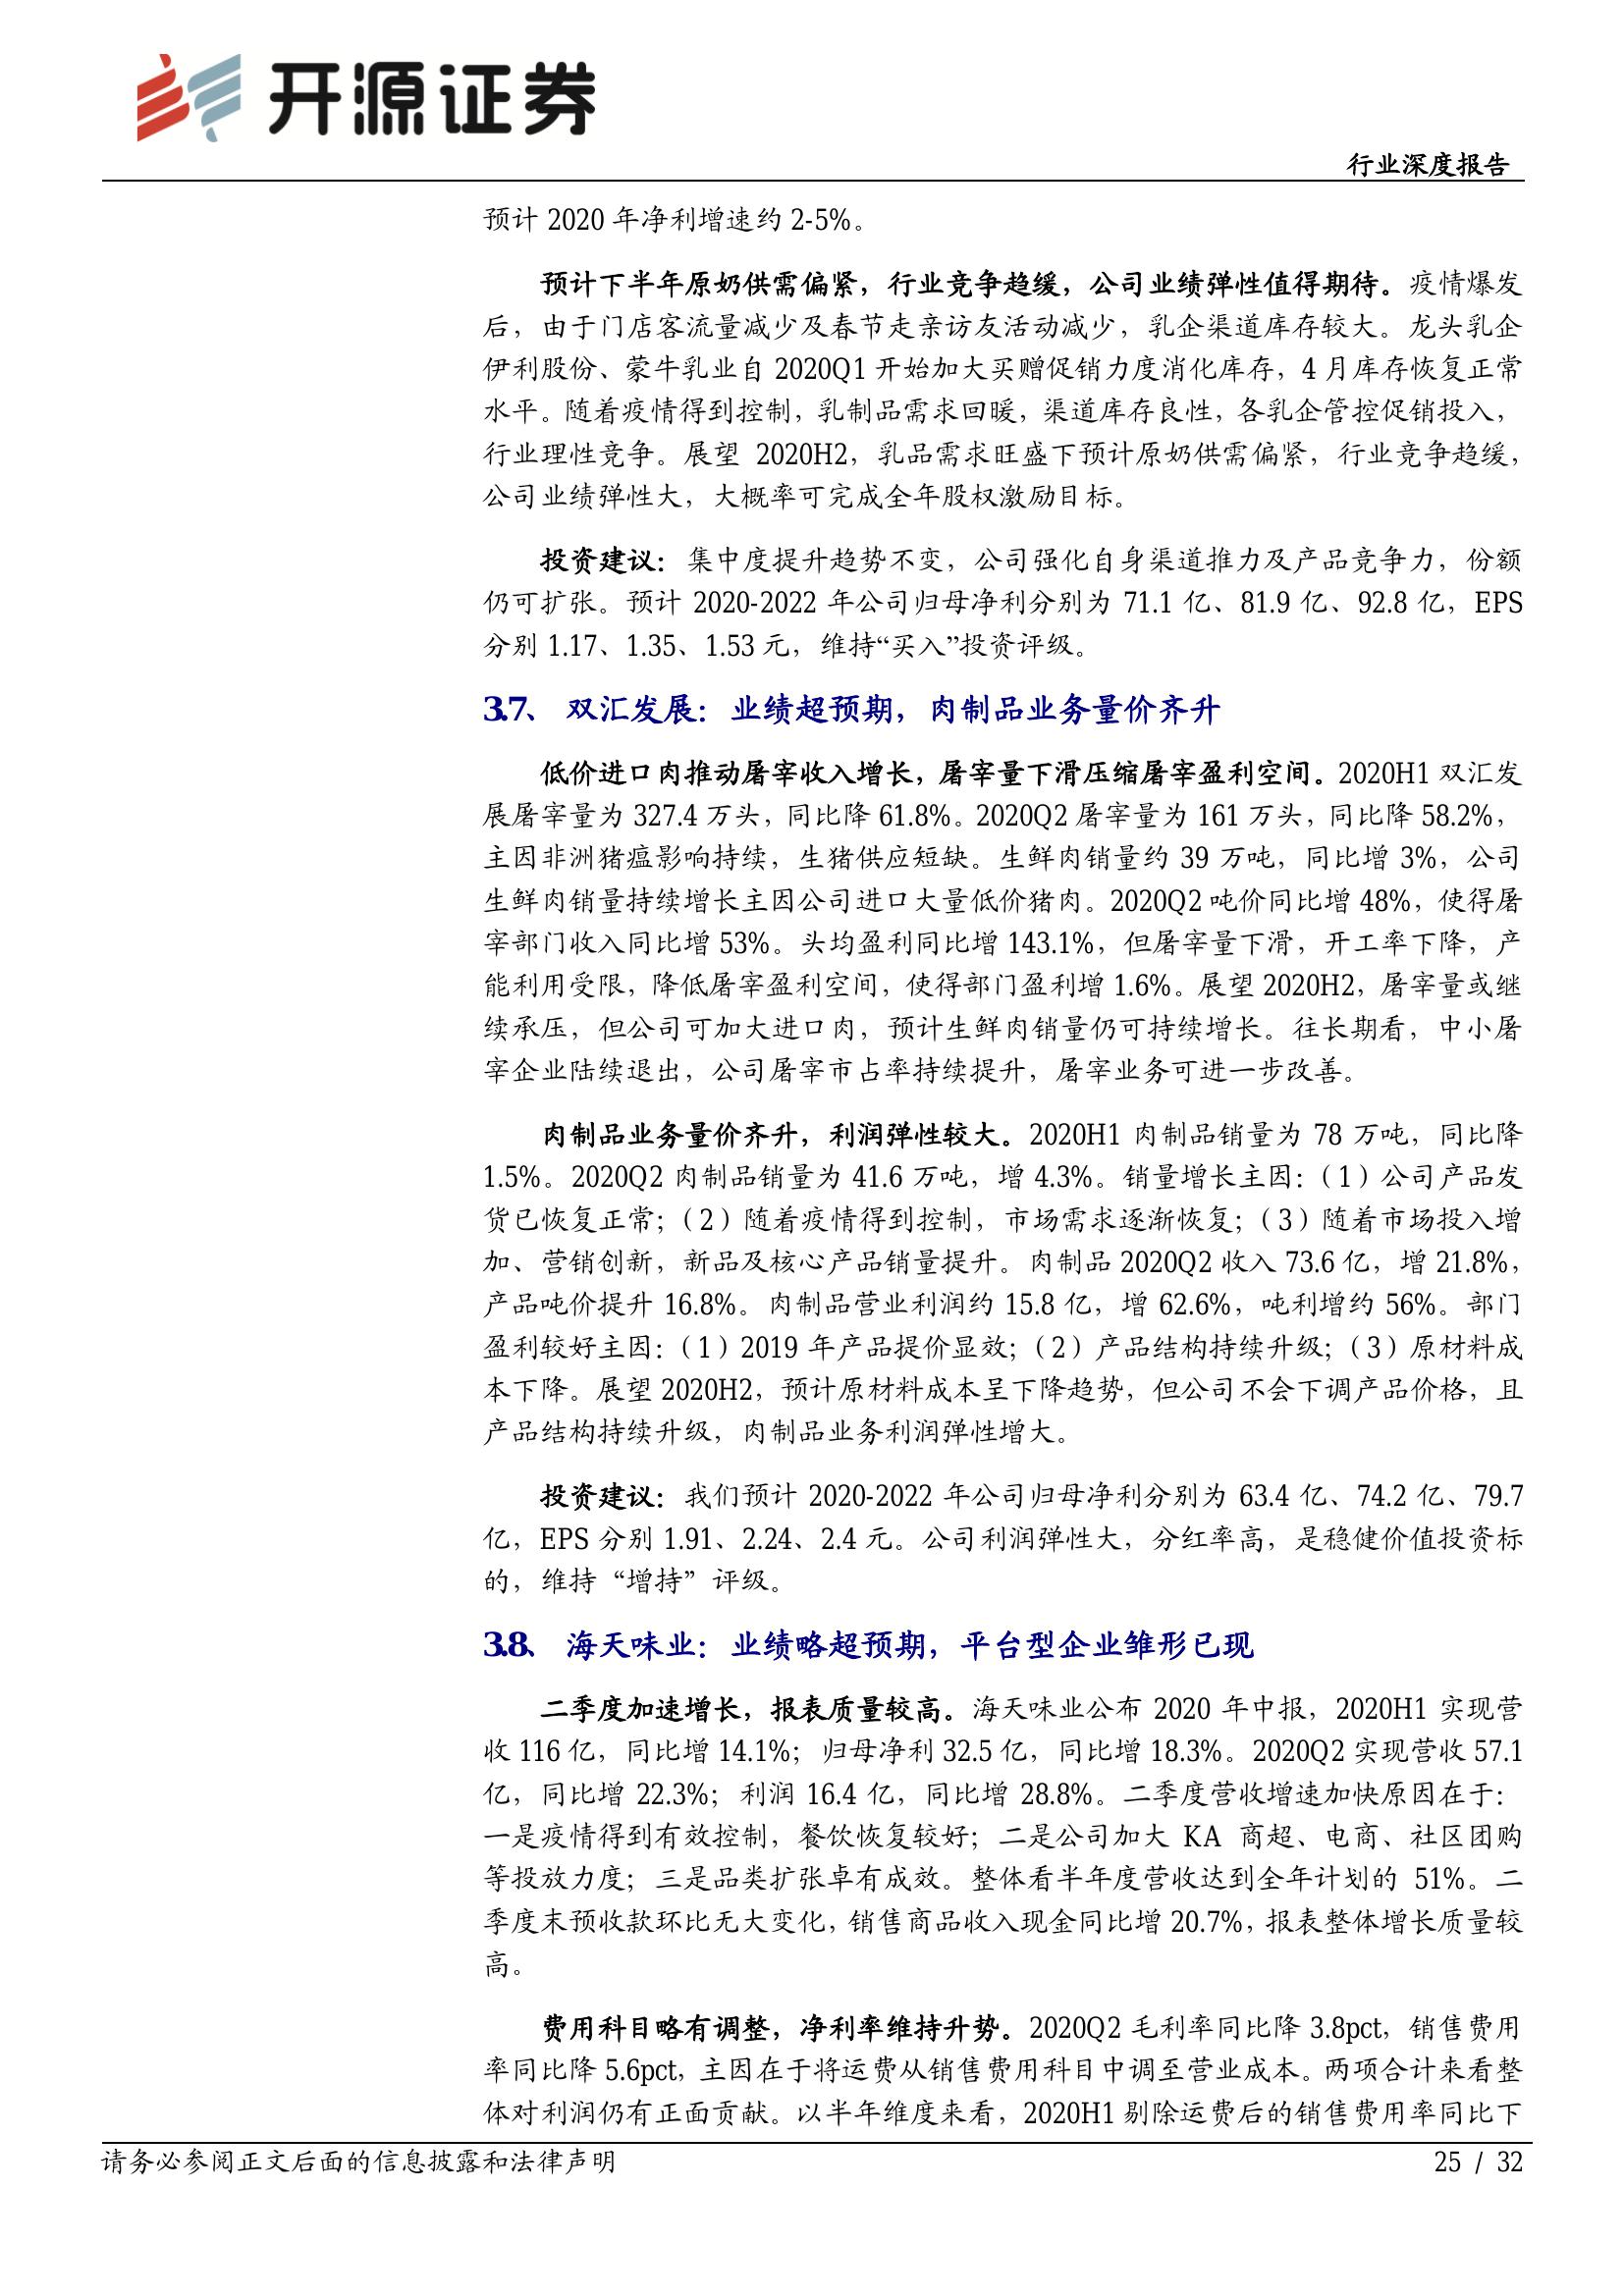 开源证券
行业深度报告
预计 2020 年净利增速约 2-5%。
预计下半年原奶供需偏紧，行业竞争趋缓，公司业绩弹性值得期待。疫情爆发
后，由于门店客流量减少及春节走亲访友活动减少，乳企渠道库存较大。龙头乳企
伊利股份、蒙牛乳业自 2020Q1 开始加大买赠促销力度消化库存，4 月库存恢复正常
水平。随着疫情得到控制，乳制品需求回暖，渠道库存良性，各乳企管控促销投入，
行业理性竞争。展望 2020H2，乳品需求旺盛下预计原奶供需偏紧，行业竞争趋缓，
公司业绩弹性大，大概率可完成全年股权激励目标。
投资建议：集中度提升趋势不变，公司强化自身渠道推力及产品竞争力，份额
仍可扩张。预计 2020-2022 年公司归母净利分别为 71.1 亿、81.9 亿、92.8 亿，EPS
分别 1.17、1.35、1.53 元，维持“买入”投资评级。
3.7、 双汇发展：业绩超预期，肉制品业务量价齐升
低价进口肉推动屠宰收入增长，屠宰量下滑压缩屠宰盈利空间。2020H1 双汇发
展屠宰量为 327.4 万头，同比降 61.8%。2020Q2 屠宰量为 161 万头，同比降 58.2%，
主因非洲猪瘟影响持续，生猪供应短缺。生鲜肉销量约 39 万吨，同比增 3%，公司
生鲜肉销量持续增长主因公司进口大量低价猪肉。2020Q2 吨价同比增 48%，使得屠
宰部门收入同比增 53%。头均盈利同比增 143.1%，但屠宰量下滑，开工率下降，产
能利用受限，降低屠宰盈利空间，使得部门盈利增 1.6%。展望 2020H2，屠宰量或继
续承压，但公司可加大进口肉，预计生鲜肉销量仍可持续增长。往长期看，中小屠
宰企业陆续退出，公司屠宰市占率持续提升，屠宰业务可进一步改善。
肉制品业务量价齐升，利润弹性较大。2020H1 肉制品销量为 78 万吨，同比降
1.5%。2020Q2 肉制品销量为 41.6 万吨，增 4.3%。销量增长主因：（1）公司产品发
货已恢复正常；（2）随着疫情得到控制，市场需求逐渐恢复；（3）随着市场投入增
加、营销创新，新品及核心产品销量提升。肉制品 2020Q2 收入 73.6 亿，增 21.8%，
产品吨价提升 16.8%。肉制品营业利润约 15.8 亿，增 62.6%，吨利增约 56%。部门
盈利较好主因：（1）2019 年产品提价显效；（2）产品结构持续升级；（3）原材料成
本下降。展望 2020H2，预计原材料成本呈下降趋势，但公司不会下调产品价格，且
产品结构持续升级，肉制品业务利润弹性增大。
投资建议：我们预计 2020-2022 年公司归母净利分别为 63.4 亿、74.2 亿、79.7
亿，EPS 分别 1.91、2.24、2.4 元。公司利润弹性大，分红率高，是稳健价值投资标
的，维持“增持”评级。
3.8、 海天味业：业绩略超预期，平台型企业雏形已现
二季度加速增长，报表质量较高。海天味业公布 2020 年中报，2020H1 实现营
收 116 亿，同比增 14.1%；归母净利 32.5 亿，同比增 18.3%。2020Q2 实现营收 57.1
亿，同比增 22.3%；利润 16.4 亿，同比增 28.8%。二季度营收增速加快原因在于：
一是疫情得到有效控制，餐饮恢复较好；二是公司加大 KA 商超、电商、社区团购
等投放力度；三是品类扩张卓有成效。整体看半年度营收达到全年计划的 51%。二
季度末预收款环比无大变化，销售商品收入现金同比增 20.7%，报表整体增长质量较
高。
费用科目略有调整，净利率维持升势。2020Q2 毛利率同比降 3.8pct，销售费用
率同比降 5.6pct，主因在于将运费从销售费用科目中调至营业成本。两项合计来看整
体对利润仍有正面贡献。以半年维度来看，2020H1 剔除运费后的销售费用率同比下
请务必参阅正文后面的信息披露和法律声明
25 / 32